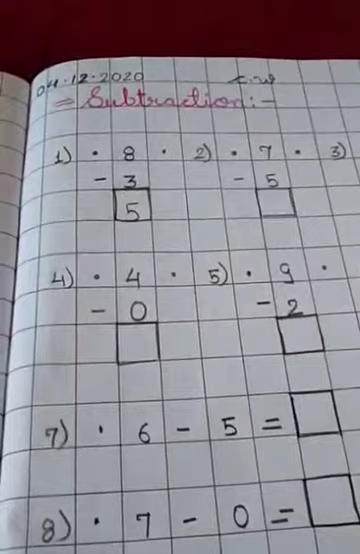 04.12.2020 C.W
⇒ Subtraction:-
1) • 8 • 2) • 7 • 3)
- 3 - 5
5
4) • 4 • 5) • 9 •
- 0 - 2
7) • 6 - 5 =
8) • 7 - 0 =